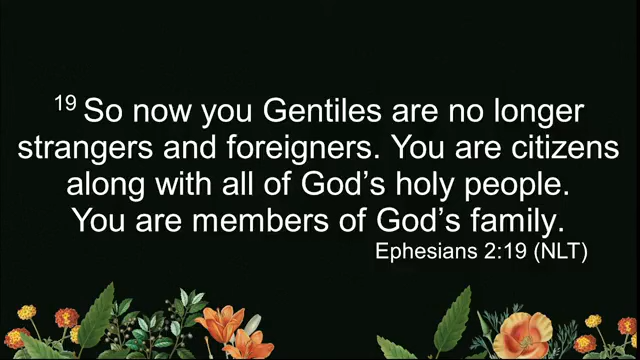 19 So now you Gentiles are no longer
strangers and foreigners. You are citizens
along with all of God’s holy people.
You are members of God’s family.
Ephesians 2:19 (NLT)